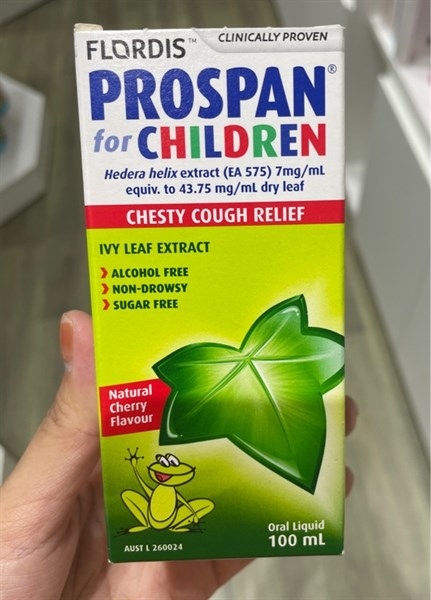 FLORDIS™ CLINICALLY PROVEN
PROSPAN®
for CHILDREN
Hedera helix extract (EA 575) 7mg/mL
equiv. to 43.75 mg/mL dry leaf
CHESTY COUGH RELIEF
IVY LEAF EXTRACT
ALCOHOL FREE
NON-DROWSY
SUGAR FREE
Natural
Cherry
Flavour
Oral Liquid
100 mL
AUST L 260024